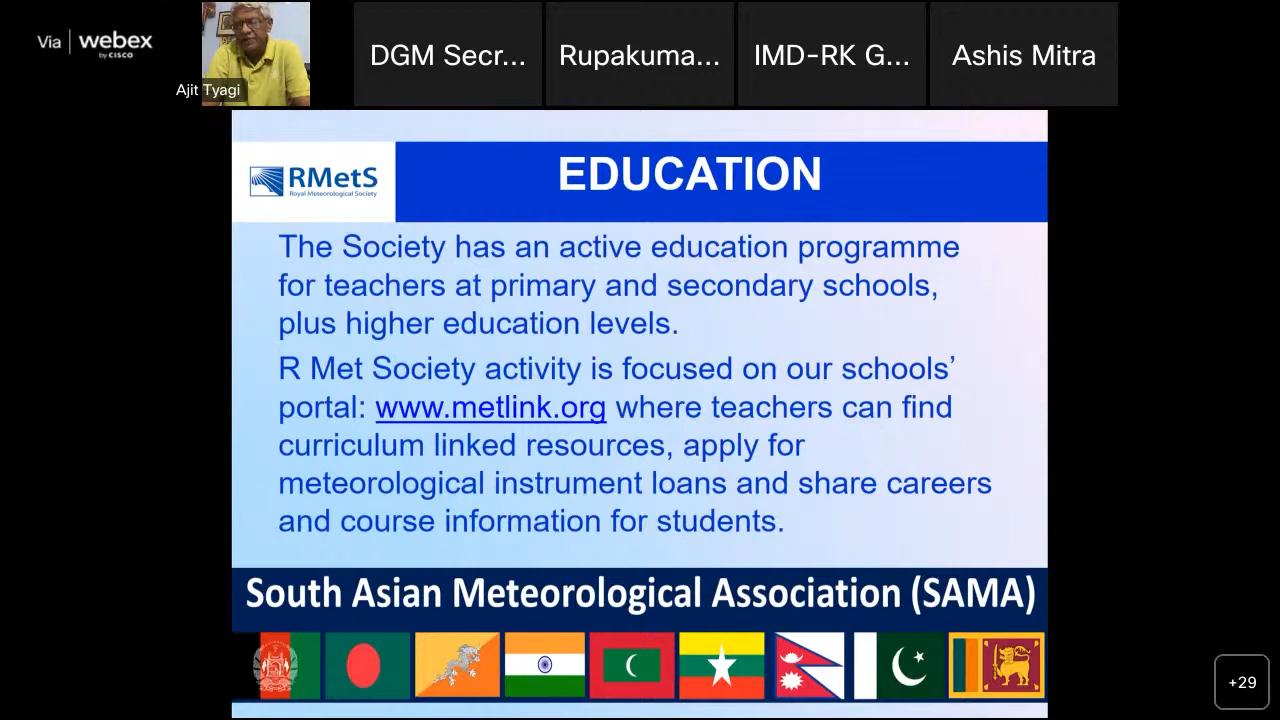 Via | webex
by CISCO
Ajit Tyagi
DGM Secr...
Rupakuma...
IMD-RK G...
Ashis Mitra
RMetS
Royal Meteorological Society
EDUCATION
The Society has an active education programme
for teachers at primary and secondary schools,
plus higher education levels.
R Met Society activity is focused on our schools’
portal: www.metlink.org where teachers can find
curriculum linked resources, apply for
meteorological instrument loans and share careers
and course information for students.
South Asian Meteorological Association (SAMA)
+29